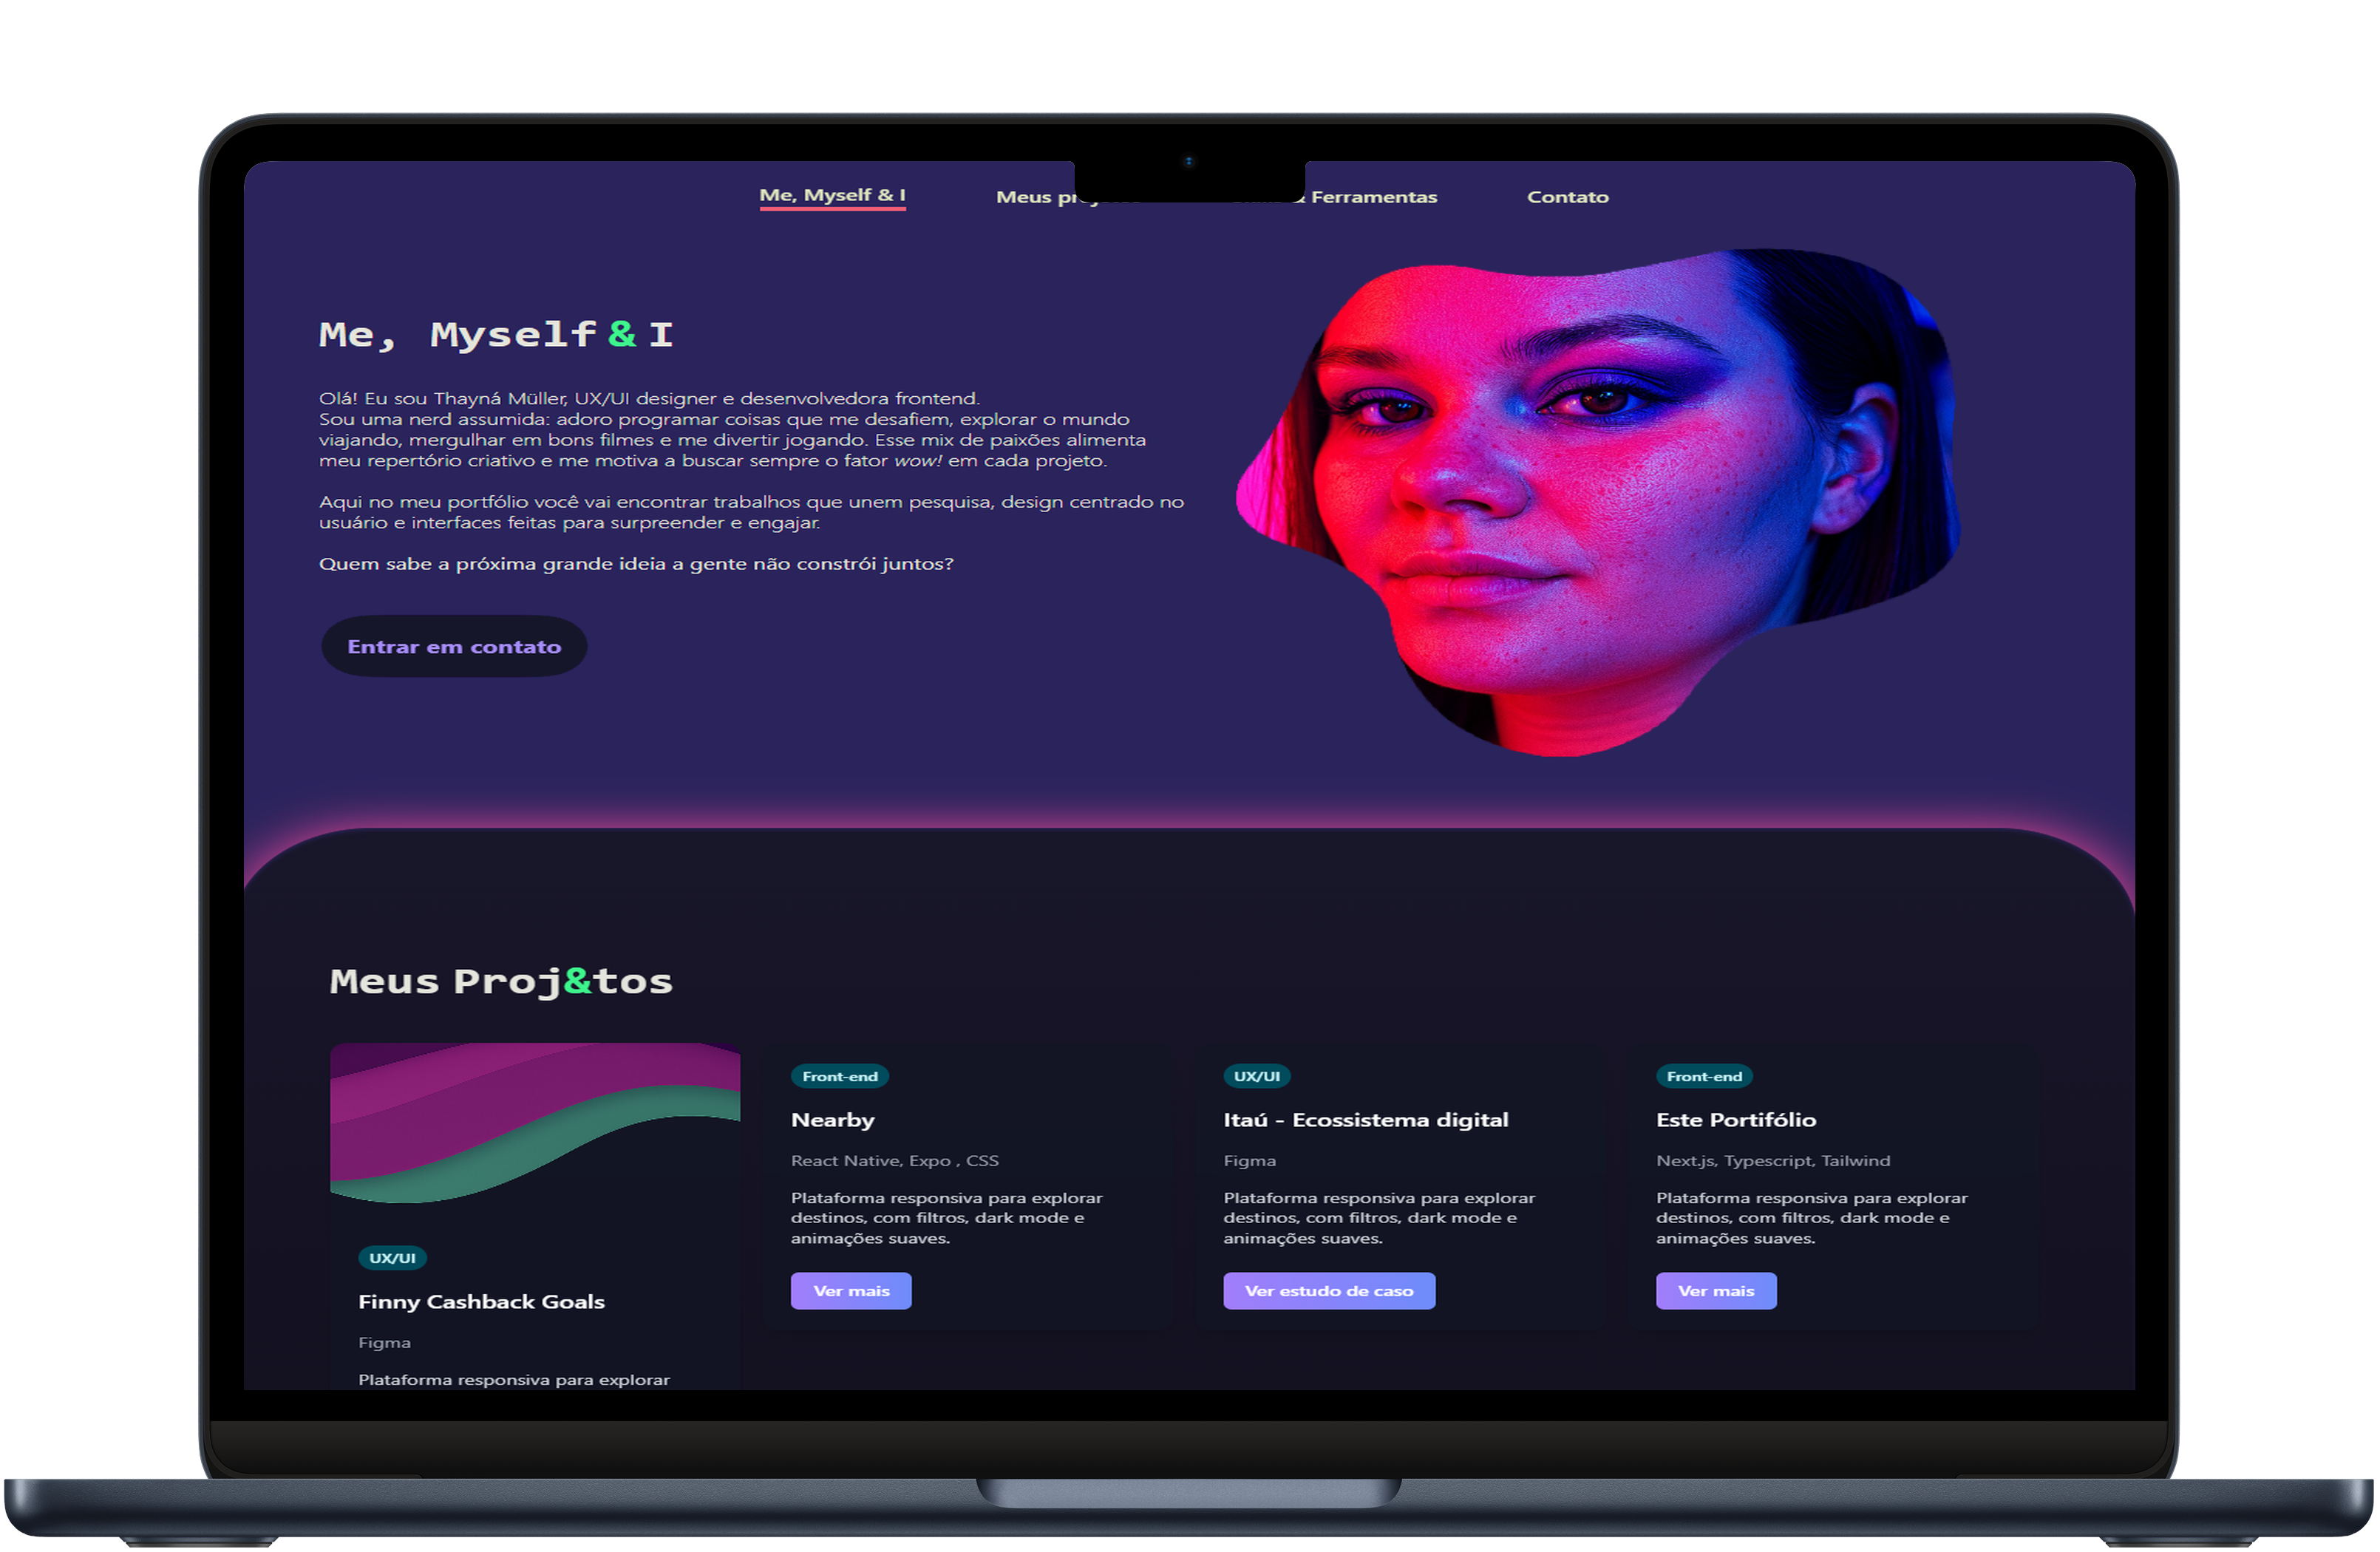 Me, Myself & I
Meus
& Ferramentas
Contato
Me, Myself & I
Olá! Eu sou Thayná Müller, UX/UI designer e desenvolvedora frontend.
Sou uma nerd assumida: adoro programar coisas que me desafiem, explorar o mundo
viajando, mergulhar em bons filmes e me divertir jogando. Esse mix de paixões alimenta
meu repertório criativo e me motiva a buscar sempre o fator wow! em cada projeto.
Aqui no meu portfólio você vai encontrar trabalhos que unem pesquisa, design centrado no
usuário e interfaces feitas para surpreender e engajar.
Quem sabe a próxima grande ideia a gente não constrói juntos?
Entrar em contato
Meus Proj&tos
UX/UI
Finny Cashback Goals
Figma
Plataforma responsiva para explorar
Front-end
Nearby
React Native, Expo , CSS
Plataforma responsiva para explorar
destinos, com filtros, dark mode e
animações suaves.
Ver mais
UX/UI
Itaú - Ecossistema digital
Figma
Plataforma responsiva para explorar
destinos, com filtros, dark mode e
animações suaves.
Ver estudo de caso
Front-end
Este Portifólio
Next.js, Typescript, Tailwind
Plataforma responsiva para explorar
destinos, com filtros, dark mode e
animações suaves.
Ver mais